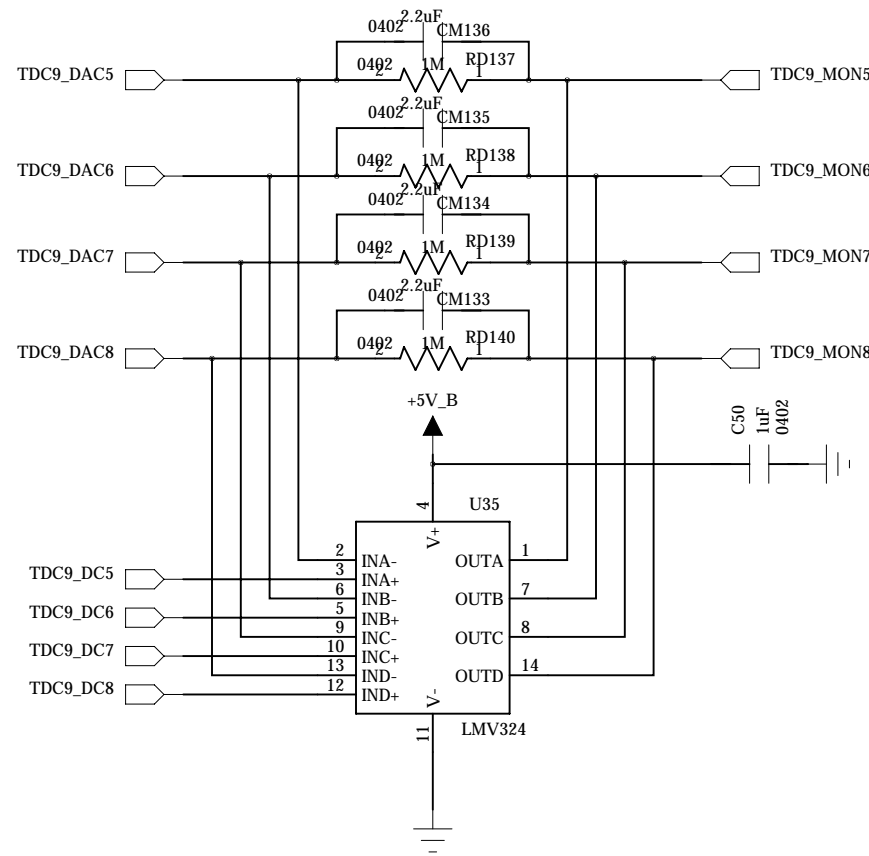 2.2uF
0402
CM136
TDC9_DAC5
0402
2
1M
RD137
1
TDC9_MON5
2.2uF
0402
CM135
TDC9_DAC6
0402
2
1M
RD138
1
TDC9_MON6
2.2uF
0402
CM134
TDC9_DAC7
0402
2
1M
RD139
1
TDC9_MON7
2.2uF
0402
CM133
TDC9_DAC8
0402
2
1M
RD140
1
TDC9_MON8
+5V_B
C50
1uF
0402
4
U35
V+
2
INA-
OUTA
1
TDC9_DC5
3
INA+
6
INB-
OUTB
7
TDC9_DC6
5
INB+
9
INC-
OUTC
8
TDC9_DC7
10
INC+
13
IND-
OUTD
14
TDC9_DC8
12
IND+
V-
11
LMV324